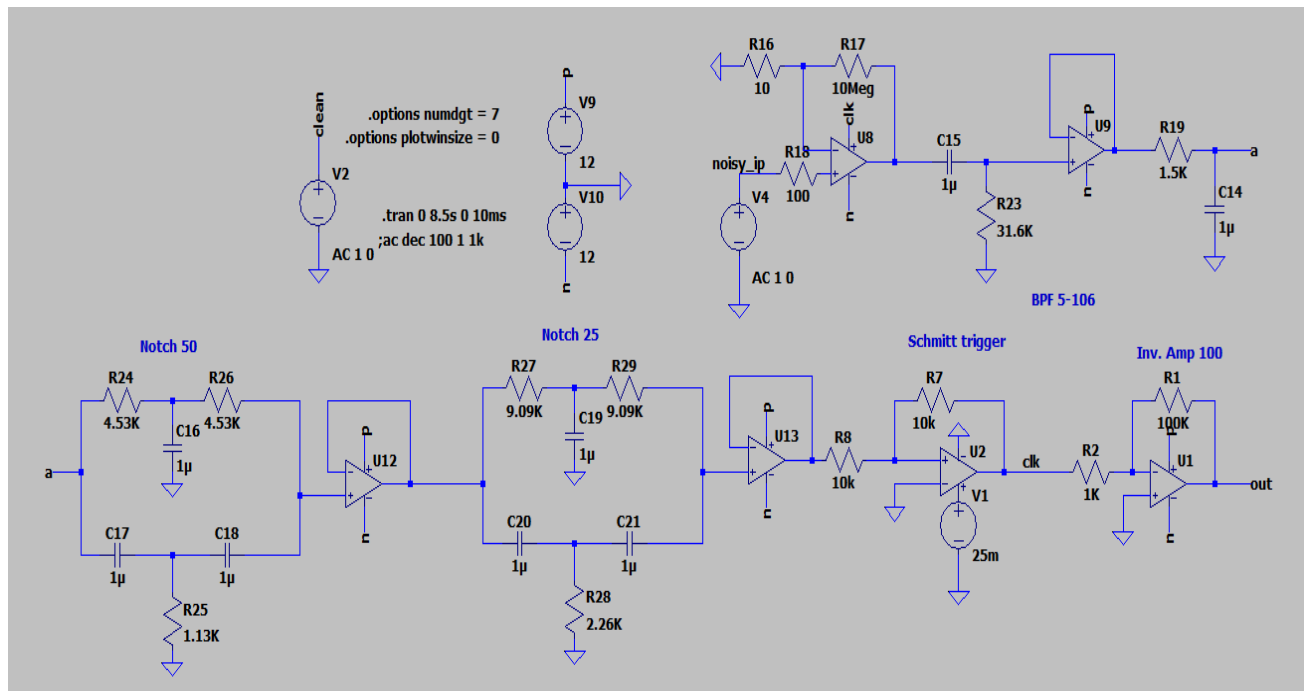 clean
V2
AC 1 0
.options numdgt = 7
.options plotwinsize = 0
.tran 0 8.5s 0 10ms
;ac dec 100 1 1k
P
V9
12
V10
12
n
R16
10
R17
10Meg
clk
U8
n
noisy_ip
R18
100
V4
AC 1 0
C15
1µ
R23
31.6K
P
U9
n
R19
1.5K
a
C14
1µ
BPF 5-106
Notch 50
R24
4.53K
R26
4.53K
C16
1µ
a
C17
1µ
C18
1µ
R25
1.13K
P
U12
n
Notch 25
R27
9.09K
R29
9.09K
C19
1µ
C20
1µ
C21
1µ
R28
2.26K
P
U13
n
Schmitt trigger
R8
10k
R7
10k
U2
V1
25m
clk
Inv. Amp 100
R2
1K
R1
100K
P
U1
n
out